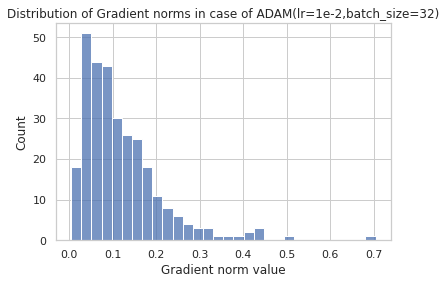 Distribution of Gradient norms in case of ADAM(lr=1e-2,batch_size=32)
50
40
30
20
10
0
Count
0.0 0.1 0.2 0.3 0.4 0.5 0.6 0.7
Gradient norm value